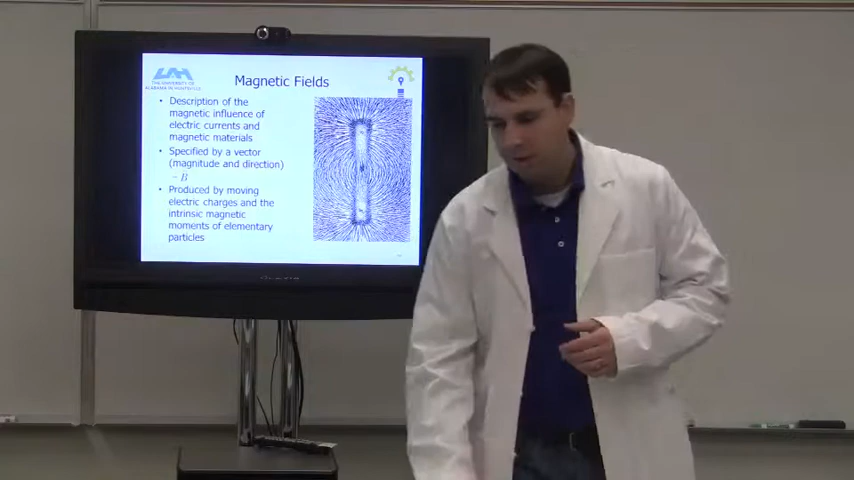 Magnetic Fields
THE UNIVERSITY OF
ALABAMA IN HUNTSVILLE
• Description of the
magnetic influence of
electric currents and
magnetic materials
• Specified by a vector
(magnitude and direction)
– B
• Produced by moving
electric charges and the
intrinsic magnetic
moments of elementary
particles